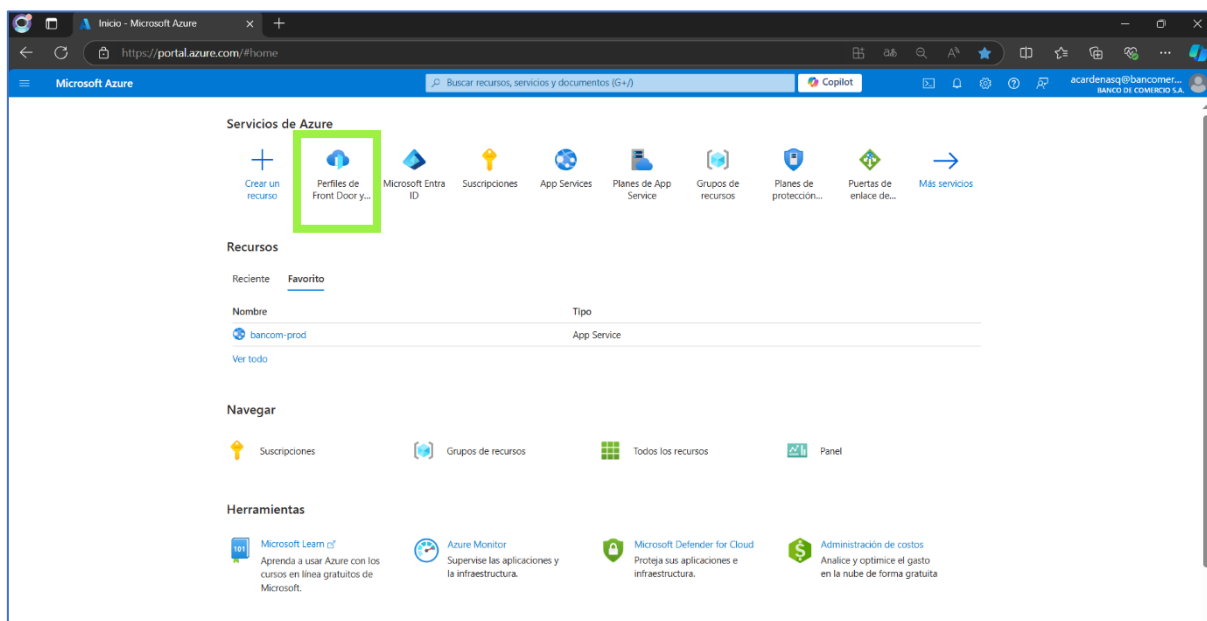 Inicio - Microsoft Azure
https://portal.azure.com/#home
Microsoft Azure
Buscar recursos, servicios y documentos (G+/)
Copilot
acardenasq@bancomer...
BANCO DE COMERCIO S.A.
Servicios de Azure
Crear un
recurso
Perfiles de
Front Door y...
Microsoft Entra
ID
Suscripciones
App Services
Planes de App
Service
Grupos de
recursos
Planes de
protección...
Puertas de
enlace de...
Más servicios
Recursos
Reciente Favorito
Nombre Tipo
bancom-prod App Service
Ver todo
Navegar
Suscripciones Grupos de recursos Todos los recursos Panel
Herramientas
101
Microsoft Learn
Aprenda a usar Azure con los
cursos en línea gratuitos de
Microsoft.
Azure Monitor
Supervise las aplicaciones y
la infraestructura.
Microsoft Defender for Cloud
Proteja sus aplicaciones e
infraestructura.
Administración de costos
Analice y optimice el gasto
en la nube de forma gratuita